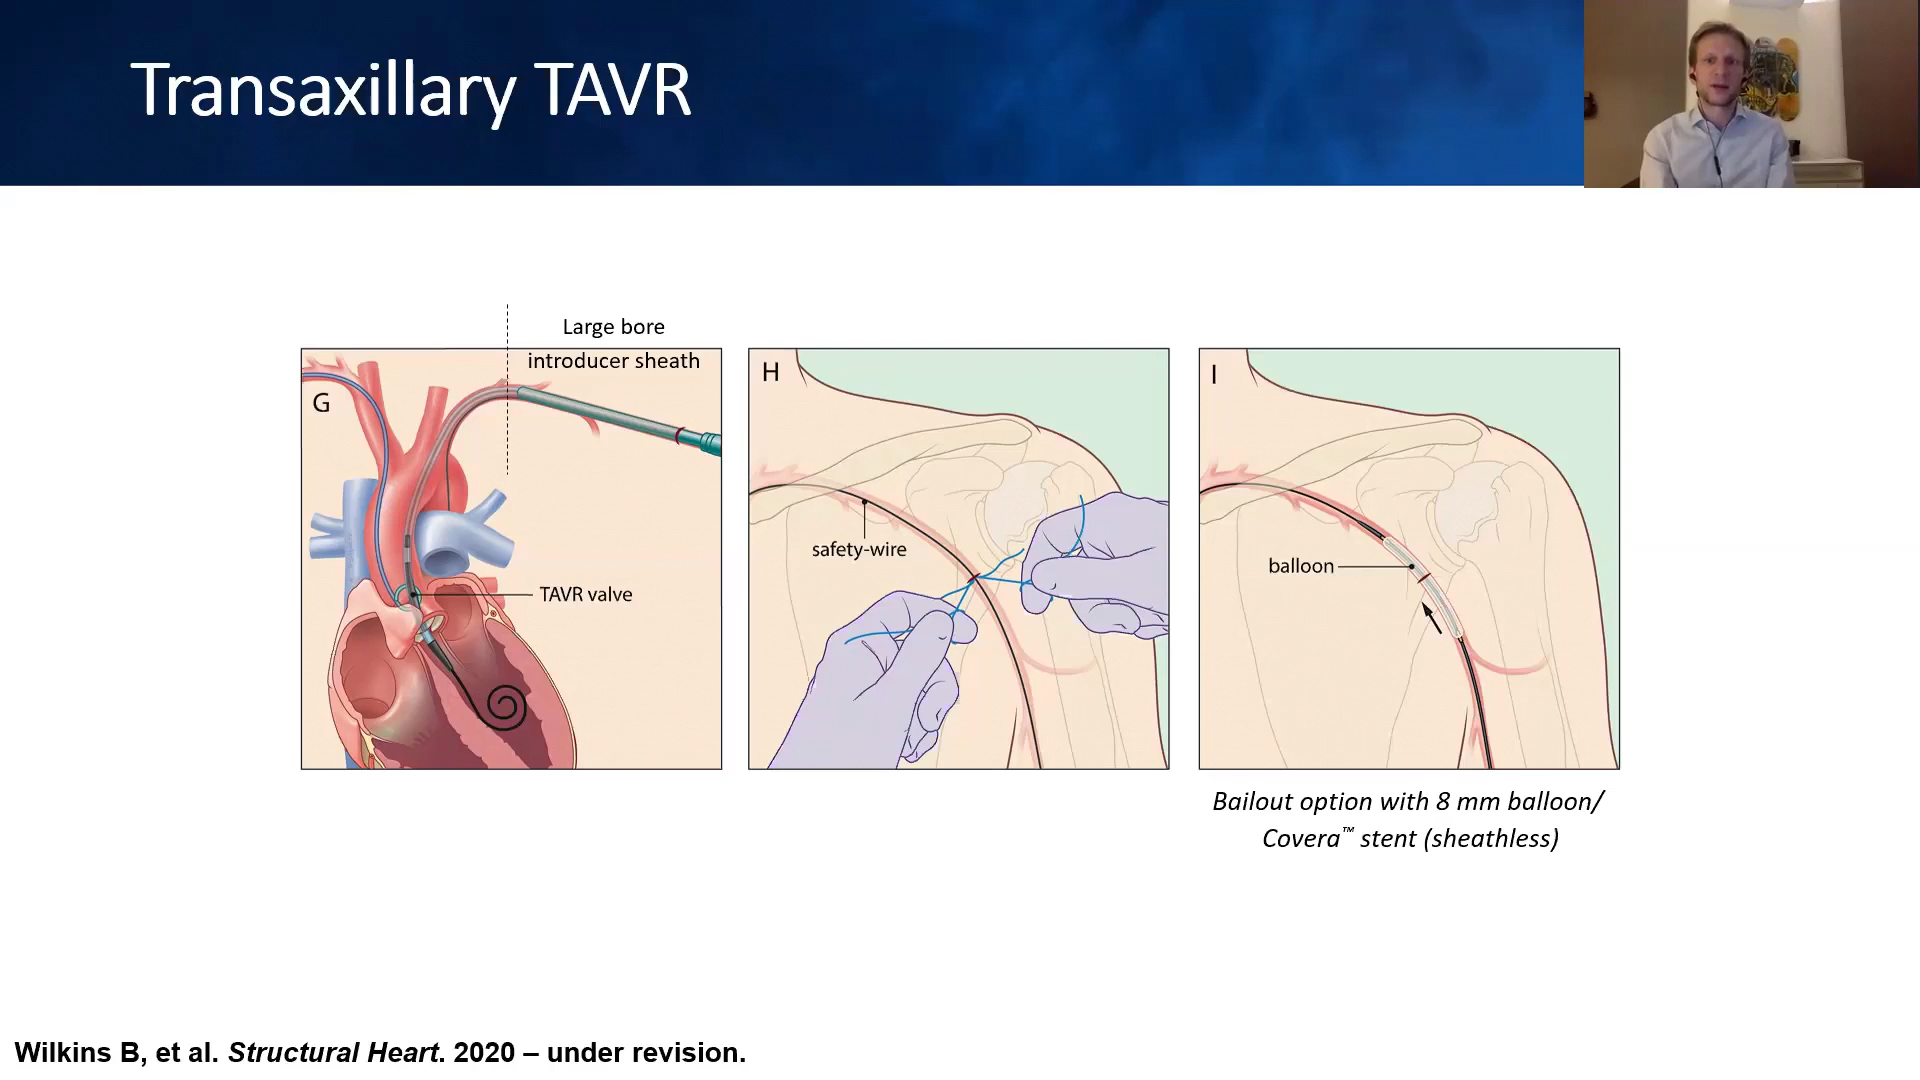 Transaxillary TAVR
Large bore
introducer sheath
G
TAVR valve
H
safety-wire
I
balloon
Bailout option with 8 mm balloon/
Covera™ stent (sheathless)
Wilkins B, et al. Structural Heart. 2020 – under revision.